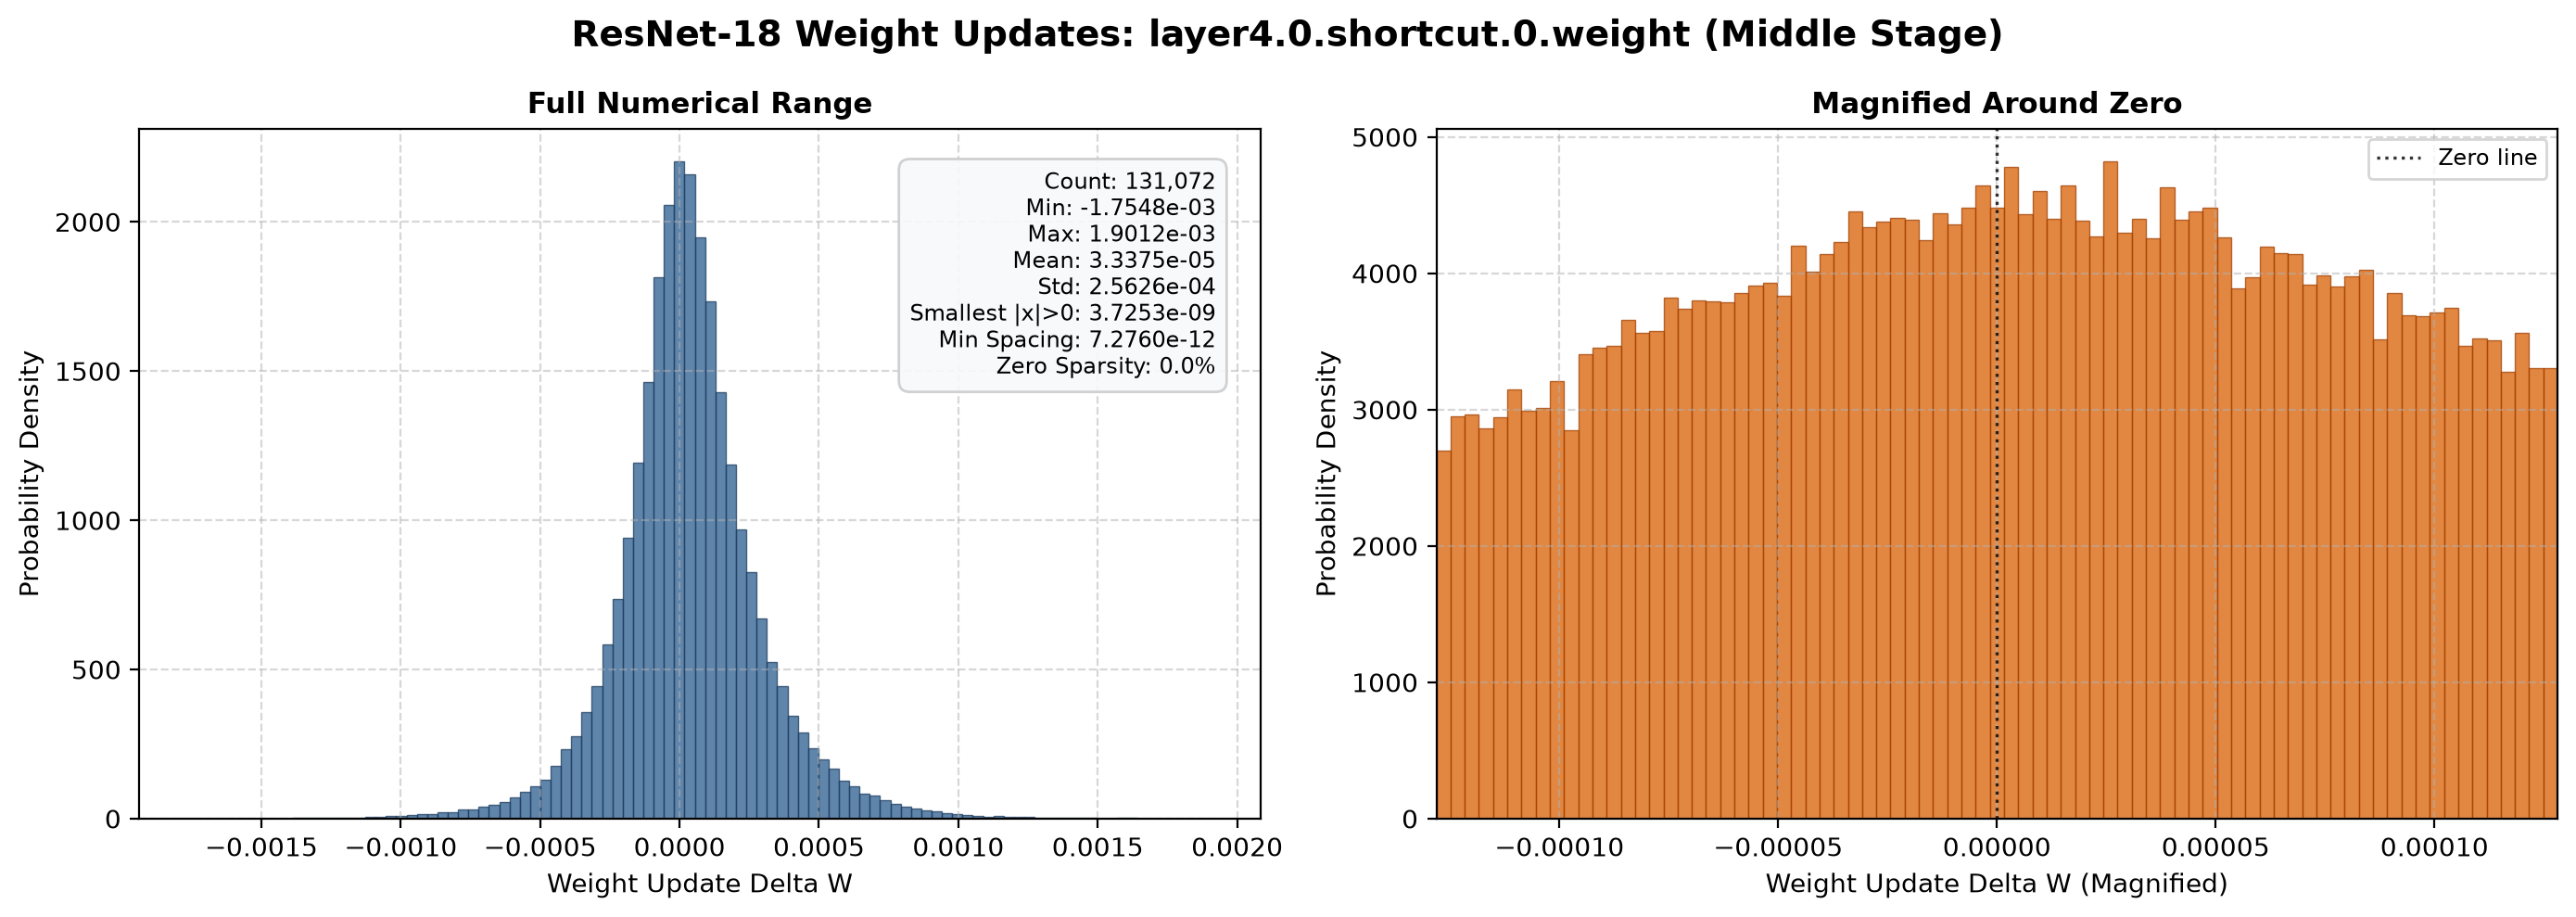 ResNet-18 Weight Updates: layer4.0.shortcut.0.weight (Middle Stage)
Full Numerical Range
Probability Density
2000
1500
1000
500
0
Count: 131,072
Min: -1.7548e-03
Max: 1.9012e-03
Mean: 3.3375e-05
Std: 2.5626e-04
Smallest |x|>0: 3.7253e-09
Min Spacing: 7.2760e-12
Zero Sparsity: 0.0%
−0.0015 −0.0010 −0.0005 0.0000 0.0005 0.0010 0.0015 0.0020
Weight Update Delta W
Magnified Around Zero
Probability Density
5000
4000
3000
2000
1000
0
Zero line
−0.00010 −0.00005 0.00000 0.00005 0.00010
Weight Update Delta W (Magnified)